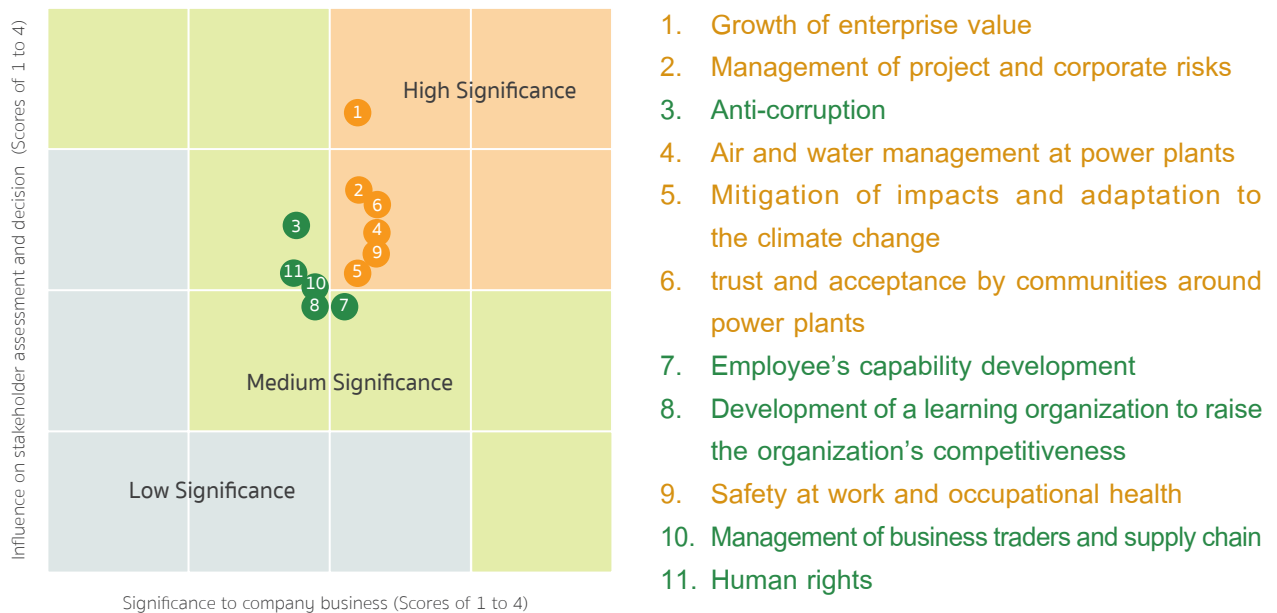 Influence on stakeholder assessment and decision (Scores of 1 to 4)
High Significance
1
2
6
3
4
9
11
5
10
8
7
Medium Significance
Low Significance
Significance to company business (Scores of 1 to 4)
1. Growth of enterprise value
2. Management of project and corporate risks
3. Anti-corruption
4. Air and water management at power plants
5. Mitigation of impacts and adaptation to
the climate change
6. trust and acceptance by communities around
power plants
7. Employee’s capability development
8. Development of a learning organization to raise
the organization’s competitiveness
9. Safety at work and occupational health
10. Management of business traders and supply chain
11. Human rights